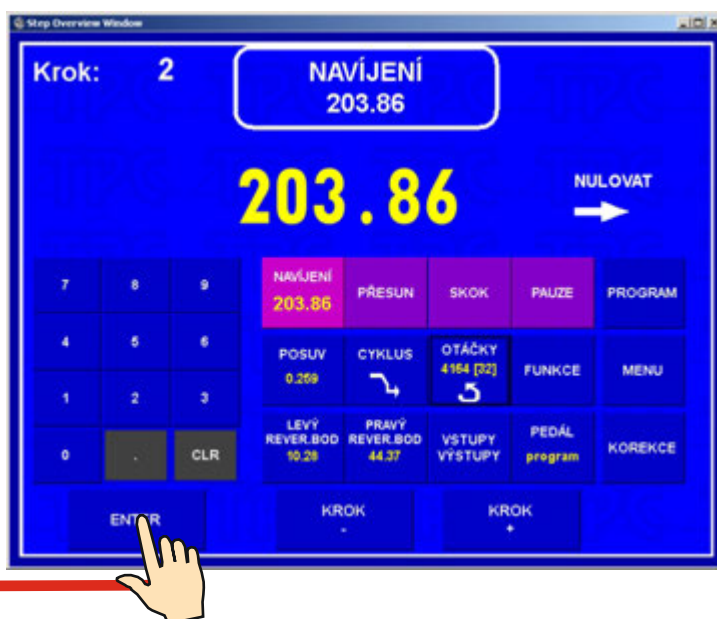 Step Overview Window
Krok: 2
NAVÍJENÍ
203.86
203.86
NULOVAT
7 8 9
NAVÍJENÍ
203.86
PŘESUN
SKOK
PAUZE
PROGRAM
4 5 6
POSUV
0.259
CYKLUS
OTÁČKY
4164 [32]
FUNKCE
MENU
1 2 3
LEVÝ
REVER.BOD
10.28
PRAVÝ
REVER.BOD
44.37
VSTUPY
VÝSTUPY
PEDÁL
program
KOREKCE
0 . CLR
ENTER
KROK
-
KROK
+